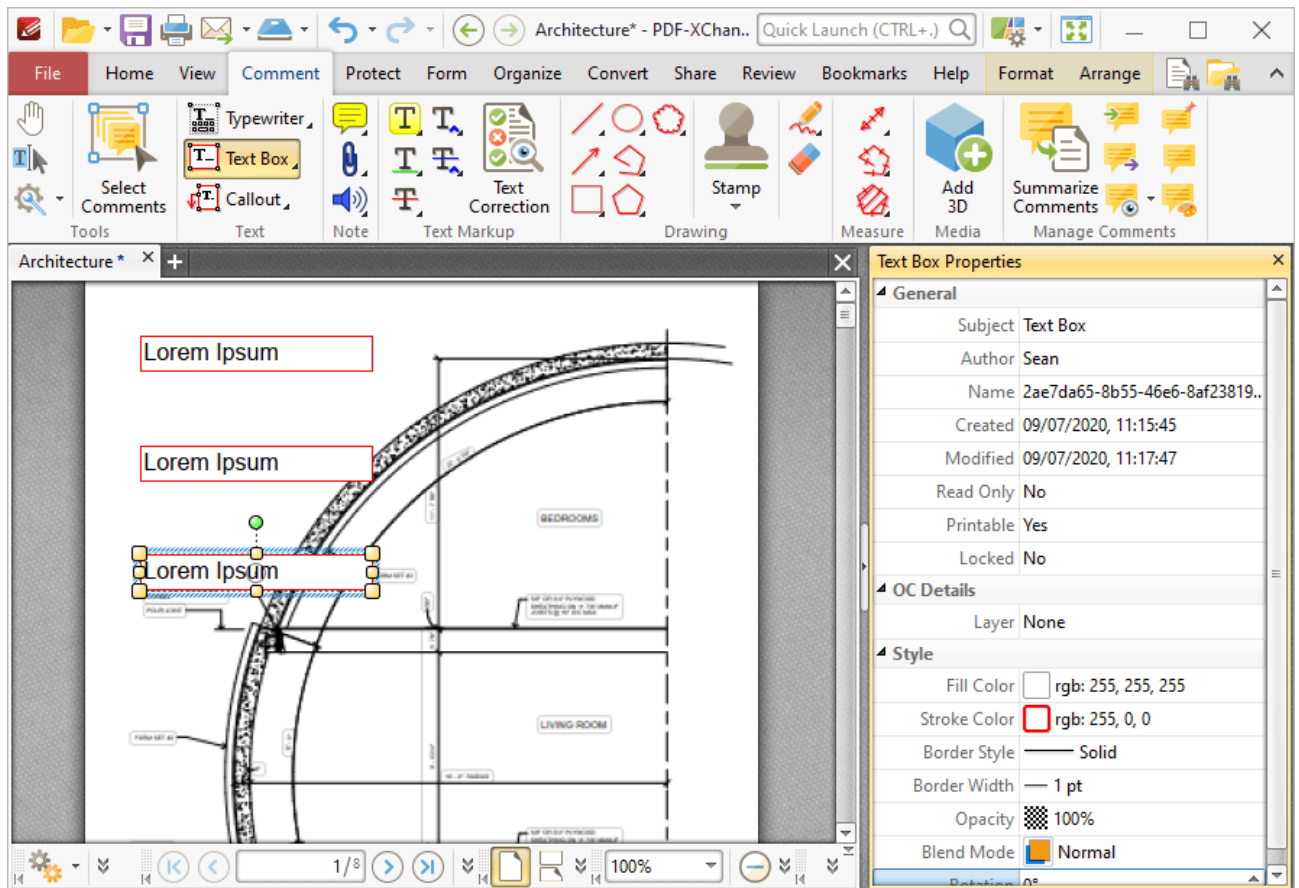 Architecture* - PDF-XChan.. Quick Launch (CTRL+.)
File Home View Comment Protect Form Organize Convert Share Review Bookmarks Help Format Arrange
Typewriter
Text Box
Callout
Select
Comments
Text
Correction
Stamp
Add
3D
Summarize
Comments
Tools Text Note Text Markup Drawing Measure Media Manage Comments
Architecture *
Lorem Ipsum
Lorem Ipsum
BEDROOMS
Lorem Ipsum
POUR JOINT
LIVING ROOM
1/8
100%
Text Box Properties
General
Subject Text Box
Author Sean
Name 2ae7da65-8b55-46e6-8af23819..
Created 09/07/2020, 11:15:45
Modified 09/07/2020, 11:17:47
Read Only No
Printable Yes
Locked No
OC Details
Layer None
Style
Fill Color rgb: 255, 255, 255
Stroke Color rgb: 255, 0, 0
Border Style Solid
Border Width 1 pt
Opacity 100%
Blend Mode Normal
Rotation 0°